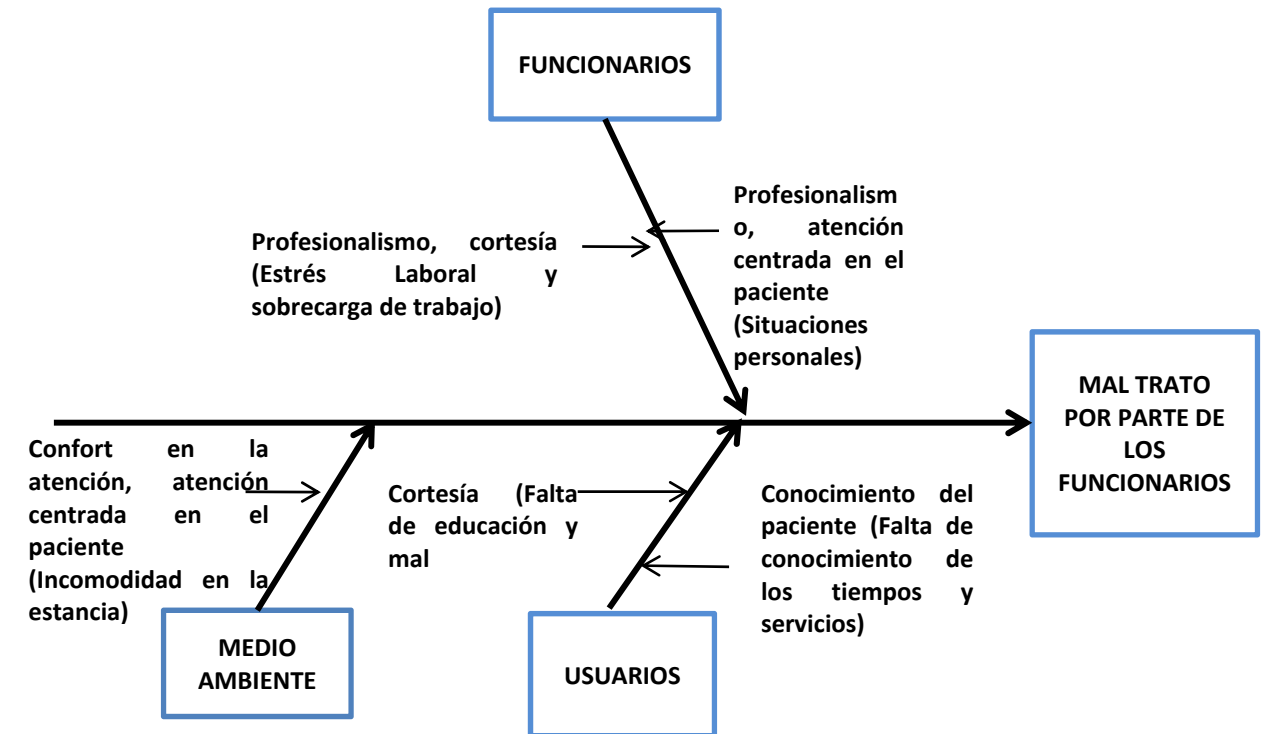 FUNCIONARIOS
Profesionalism
o, atención
centrada en el
paciente
(Situaciones
personales)
Profesionalismo, cortesía
(Estrés Laboral y
sobrecarga de trabajo)
MAL TRATO
POR PARTE DE
LOS
FUNCIONARIOS
Confort en la
atención, atención
centrada en el
paciente
(Incomodidad en la
estancia)
Cortesía (Falta
de educación y
mal
Conocimiento del
paciente (Falta de
conocimiento de
los tiempos y
servicios)
MEDIO
AMBIENTE
USUARIOS